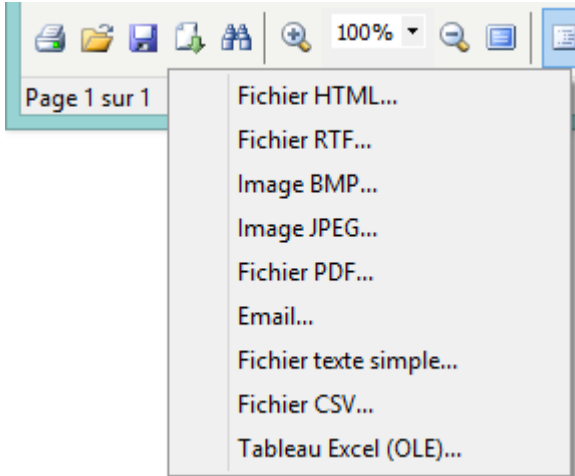 100%
Page 1 sur 1
Fichier HTML...
Fichier RTF...
Image BMP...
Image JPEG...
Fichier PDF...
Email...
Fichier texte simple...
Fichier CSV...
Tableau Excel (OLE)...